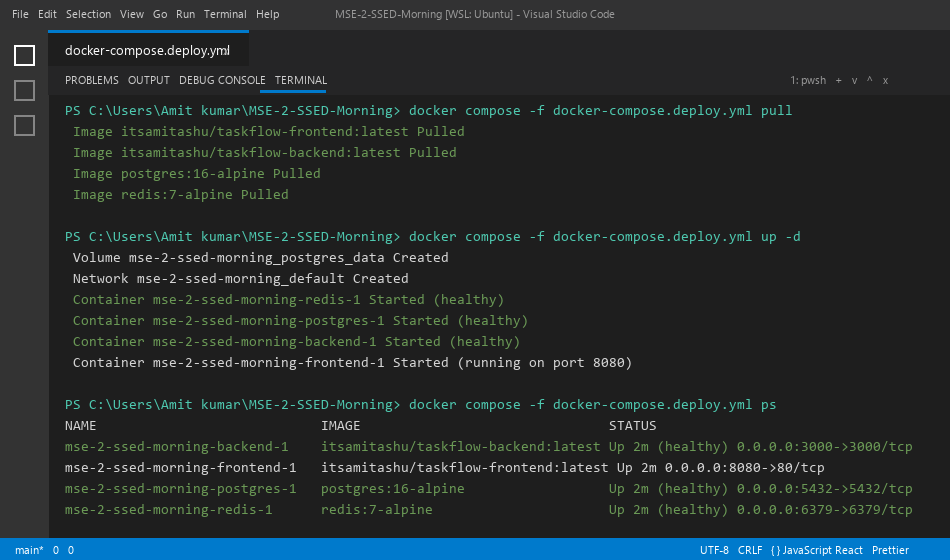 File Edit Selection View Go Run Terminal Help MSE-2-SSED-Morning [WSL: Ubuntu] - Visual Studio Code
docker-compose.deploy.yml
PROBLEMS OUTPUT DEBUG CONSOLE TERMINAL 1: pwsh + v ^ x
PS C:\Users\Amit kumar\MSE-2-SSED-Morning> docker compose -f docker-compose.deploy.yml pull
Image itsamitashu/taskflow-frontend:latest Pulled
Image itsamitashu/taskflow-backend:latest Pulled
Image postgres:16-alpine Pulled
Image redis:7-alpine Pulled
PS C:\Users\Amit kumar\MSE-2-SSED-Morning> docker compose -f docker-compose.deploy.yml up -d
Volume mse-2-ssed-morning_postgres_data Created
Network mse-2-ssed-morning_default Created
Container mse-2-ssed-morning-redis-1 Started (healthy)
Container mse-2-ssed-morning-postgres-1 Started (healthy)
Container mse-2-ssed-morning-backend-1 Started (healthy)
Container mse-2-ssed-morning-frontend-1 Started (running on port 8080)
PS C:\Users\Amit kumar\MSE-2-SSED-Morning> docker compose -f docker-compose.deploy.yml ps
NAME IMAGE STATUS
mse-2-ssed-morning-backend-1 itsamitashu/taskflow-backend:latest Up 2m (healthy) 0.0.0.0:3000->3000/tcp
mse-2-ssed-morning-frontend-1 itsamitashu/taskflow-frontend:latest Up 2m 0.0.0.0:8080->80/tcp
mse-2-ssed-morning-postgres-1 postgres:16-alpine Up 2m (healthy) 0.0.0.0:5432->5432/tcp
mse-2-ssed-morning-redis-1 redis:7-alpine Up 2m (healthy) 0.0.0.0:6379->6379/tcp
main* 0 0 UTF-8 CRLF { } JavaScript React Prettier